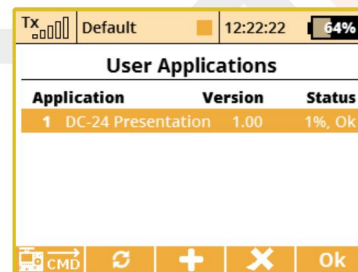 Tx Default 12:22:22 64%
User Applications
Application Version Status
1 DC-24 Presentation 1.00 1%, Ok
CMD Ok